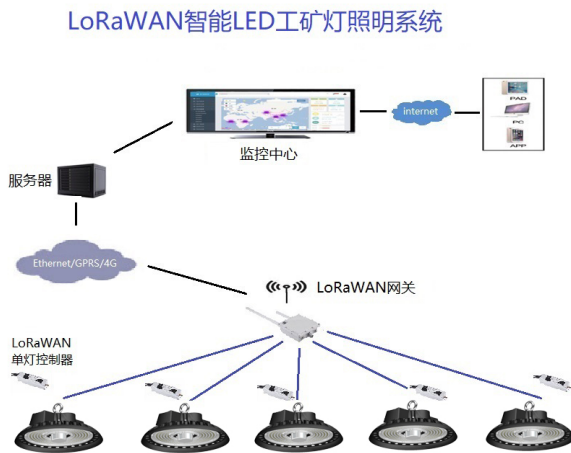 LoRaWAN智能LED工矿灯照明系统
internet
PAD
PC
APP
监控中心
服务器
Ethernet/GPRS/4G
LoRaWAN网关
LoRaWAN
单灯控制器